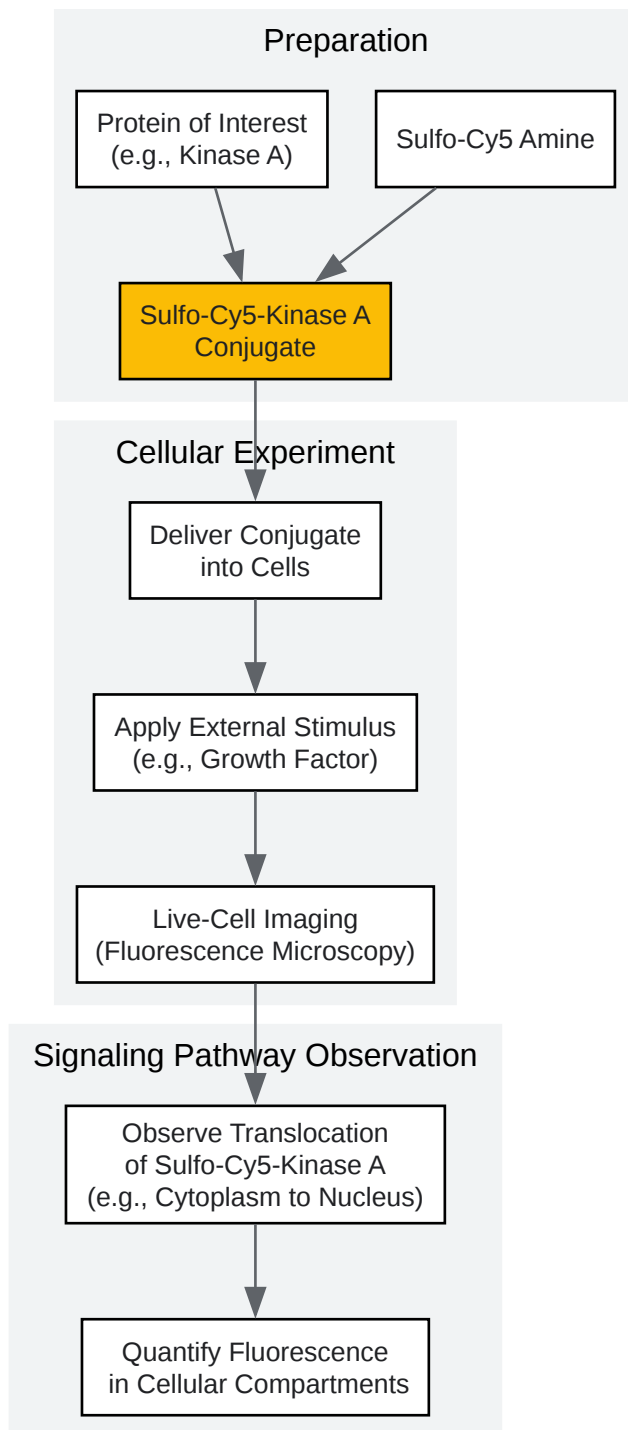 Preparation
Protein of Interest
(e.g., Kinase A)
Sulfo-Cy5 Amine
Sulfo-Cy5-Kinase A
Conjugate
Cellular Experiment
Deliver Conjugate
into Cells
Apply External Stimulus
(e.g., Growth Factor)
Live-Cell Imaging
(Fluorescence Microscopy)
Signaling Pathway Observation
Observe Translocation
of Sulfo-Cy5-Kinase A
(e.g., Cytoplasm to Nucleus)
Quantify Fluorescence
in Cellular Compartments